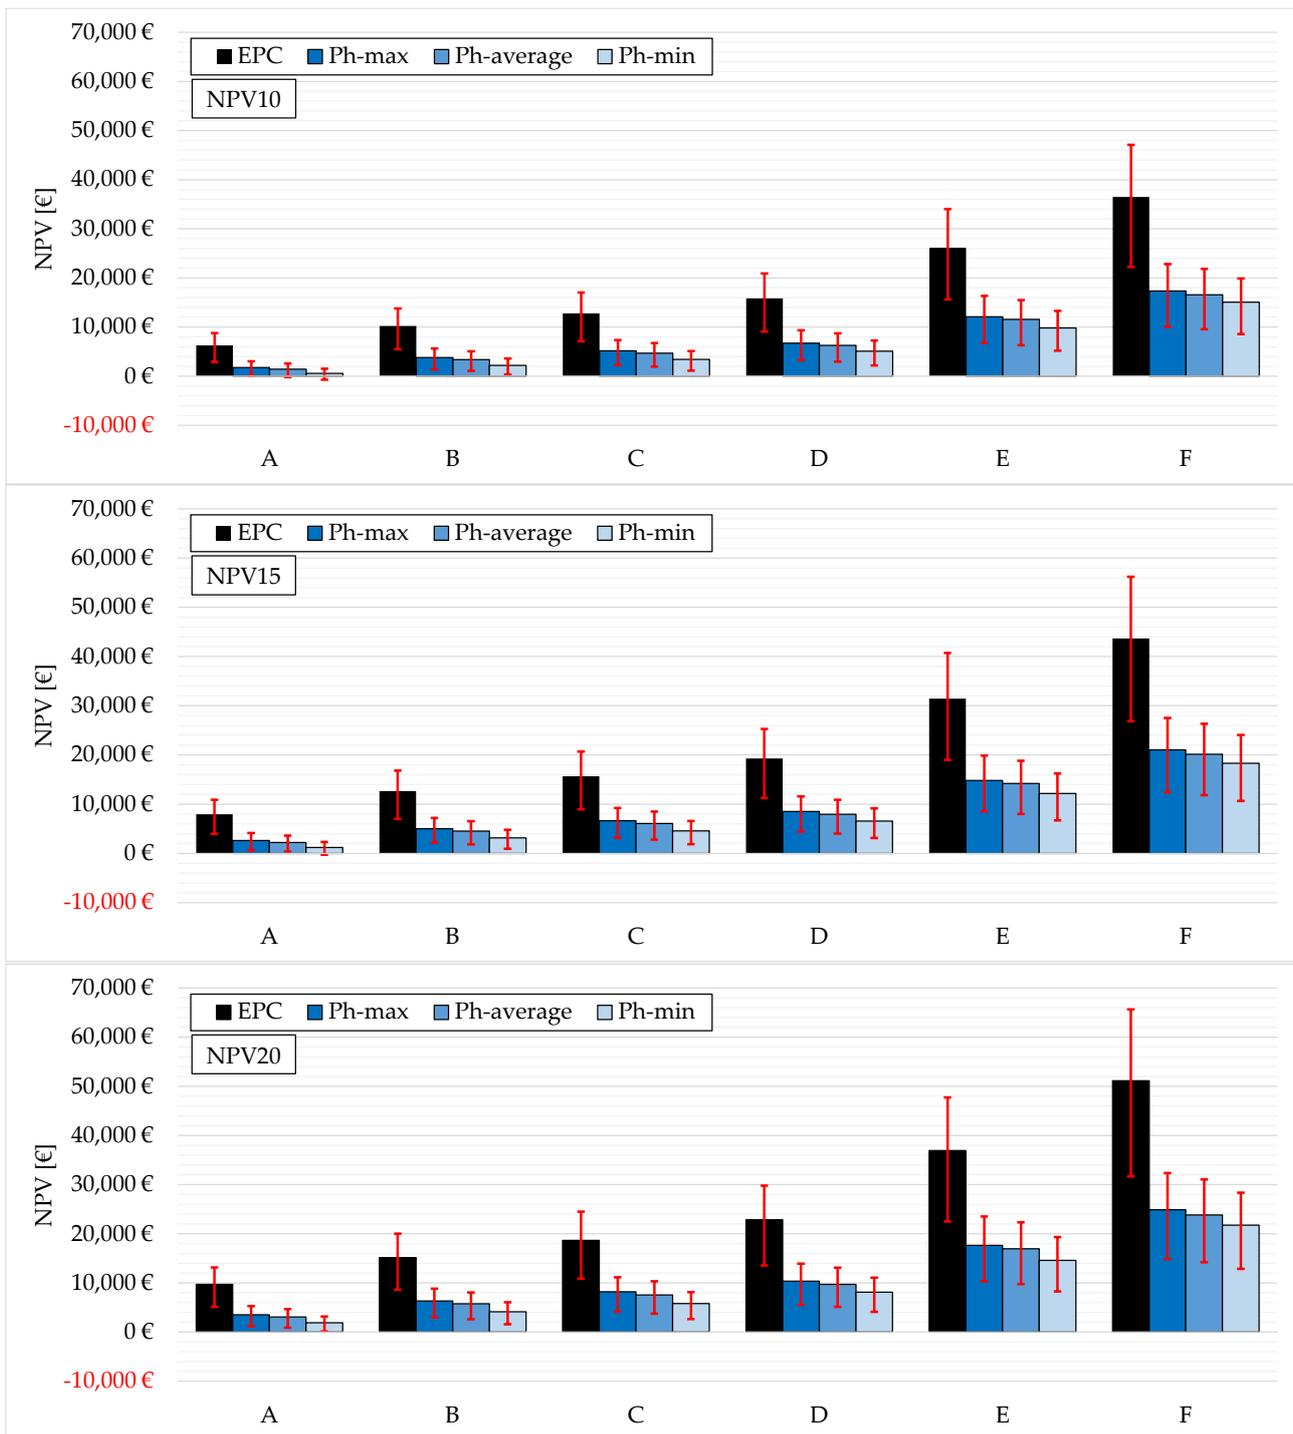 70,000 €
EPC Ph-max Ph-average Ph-min
60,000 €
NPV10
50,000 €
40,000 €
30,000 €
20,000 €
10,000 €
0 €
-10,000 €
NPV [€]
A B C D E F
70,000 €
EPC Ph-max Ph-average Ph-min
60,000 €
NPV15
50,000 €
40,000 €
30,000 €
20,000 €
10,000 €
0 €
-10,000 €
NPV [€]
A B C D E F
70,000 €
EPC Ph-max Ph-average Ph-min
60,000 €
NPV20
50,000 €
40,000 €
30,000 €
20,000 €
10,000 €
0 €
-10,000 €
NPV [€]
A B C D E F